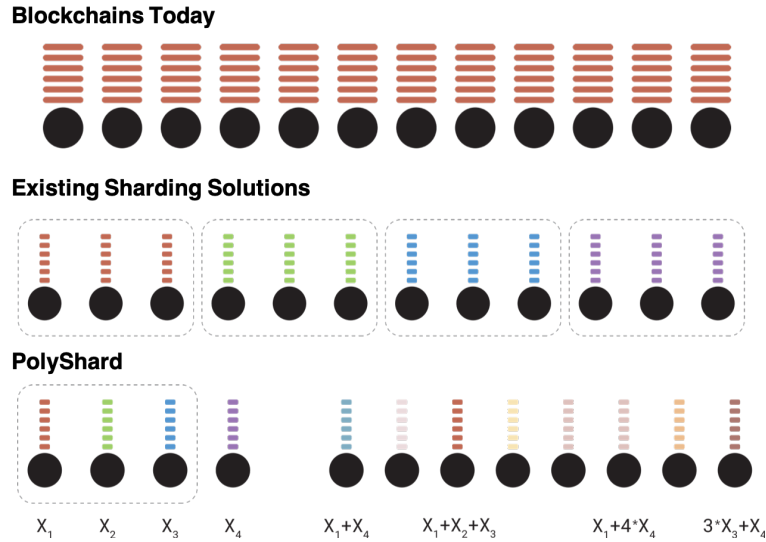 Blockchains Today
Existing Sharding Solutions
PolyShard
X₁ X₂ X₃ X₄ X₁+X₄ X₁+X₂+X₃ X₁+4*X₄ 3*X₃+X₄